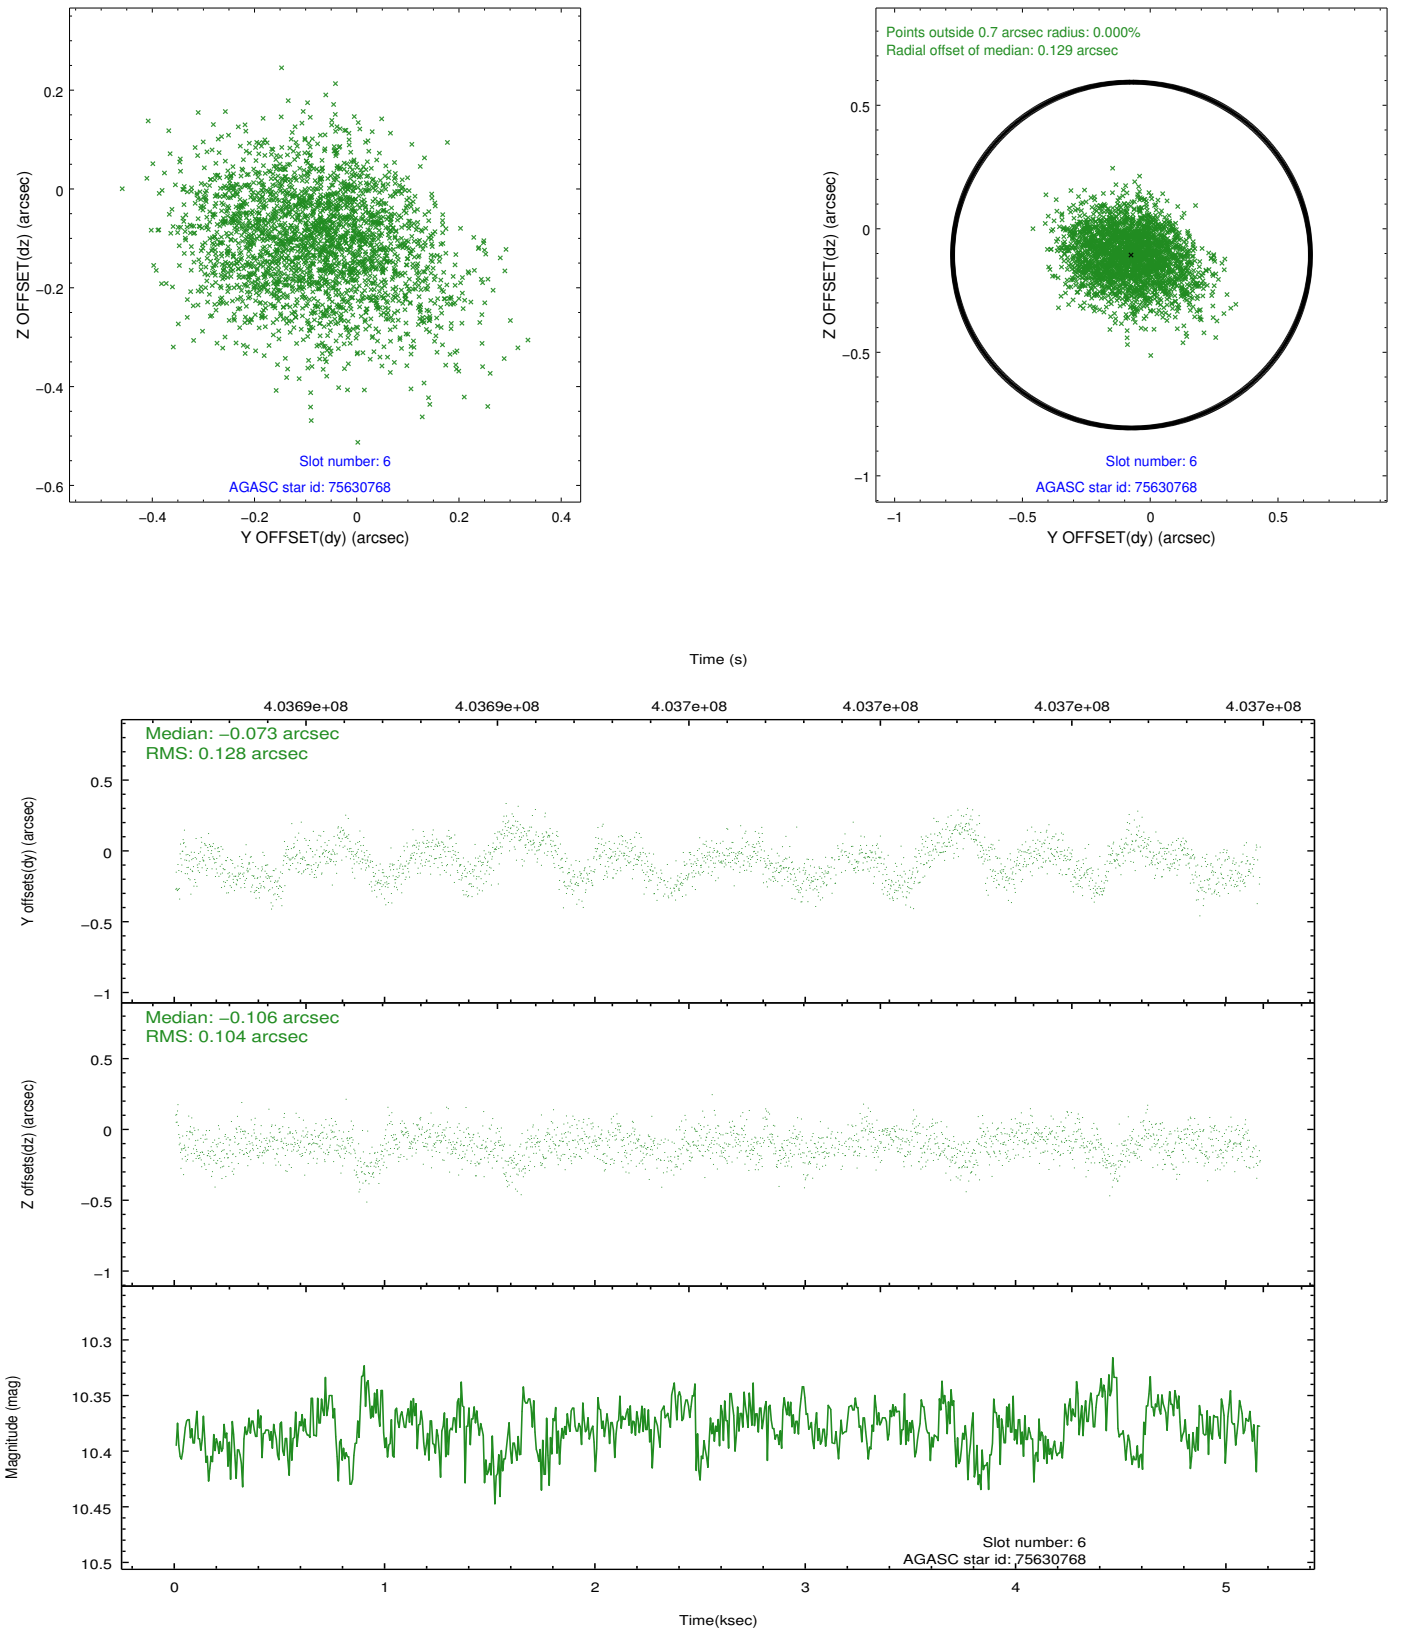 0.2
0
−0.2
−0.4
−0.6
Z OFFSET(dz) (arcsec)
Slot number: 6
AGASC star id: 75630768
−0.4
−0.2
0
0.2
0.4
Y OFFSET(dy) (arcsec)
Points outside 0.7 arcsec radius: 0.000%
Radial offset of median: 0.129 arcsec
0.5
0
−0.5
−1
Z OFFSET(dz) (arcsec)
Slot number: 6
AGASC star id: 75630768
−1
−0.5
0
0.5
Y OFFSET(dy) (arcsec)
Time (s)
4.0369e+08
4.0369e+08
4.037e+08
4.037e+08
4.037e+08
4.037e+08
Median: −0.073 arcsec
RMS: 0.128 arcsec
0.5
0
−0.5
−1
Y offsets(dy) (arcsec)
Median: −0.106 arcsec
RMS: 0.104 arcsec
0.5
0
−0.5
−1
Z offsets(dz) (arcsec)
10.3
10.35
10.4
10.45
10.5
Magnitude (mag)
Slot number: 6
AGASC star id: 75630768
0
1
2
3
4
5
Time(ksec)